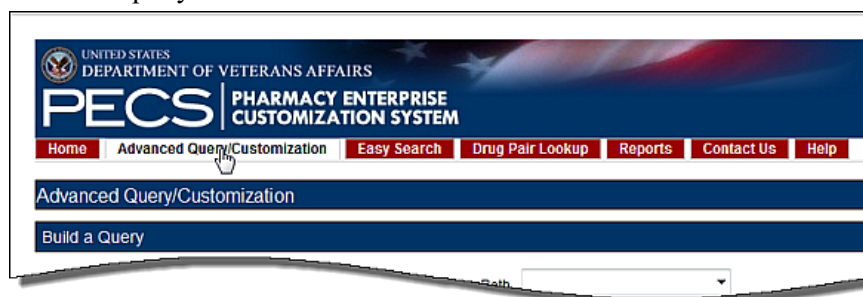 UNITED STATES
DEPARTMENT OF VETERANS AFFAIRS
PECS PHARMACY ENTERPRISE
CUSTOMIZATION SYSTEM
Home Advanced Query/Customization Easy Search Drug Pair Lookup Reports Contact Us Help
Advanced Query/Customization
Build a Query